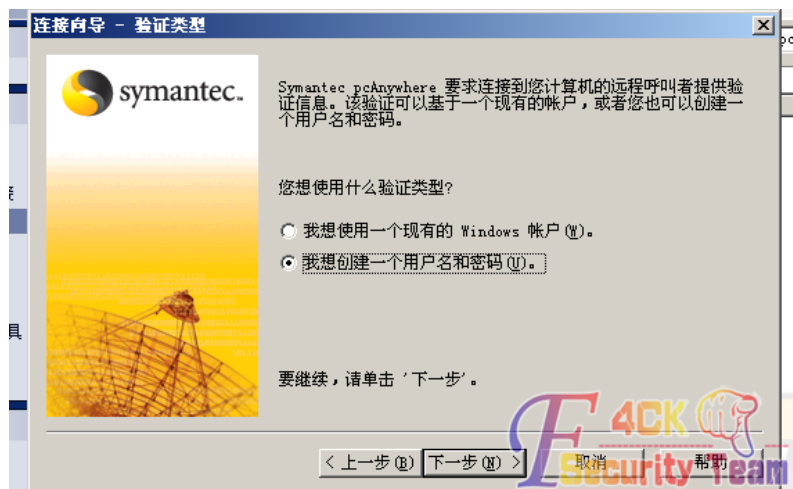 连接向导 - 验证类型
symantec.
Symantec pcAnywhere 要求连接到您计算机的远程呼叫者提供验
证信息。该验证可以基于一个现有的帐户，或者您也可以创建一
个用户名和密码。
您想使用什么验证类型?
我想使用一个现有的 Windows 帐户(W)。
我想创建一个用户名和密码(U)。
具
要继续，请单击 '下一步'。
F4CK
< 上一步(B) 下一步(N) > 取消 帮助
Security Team